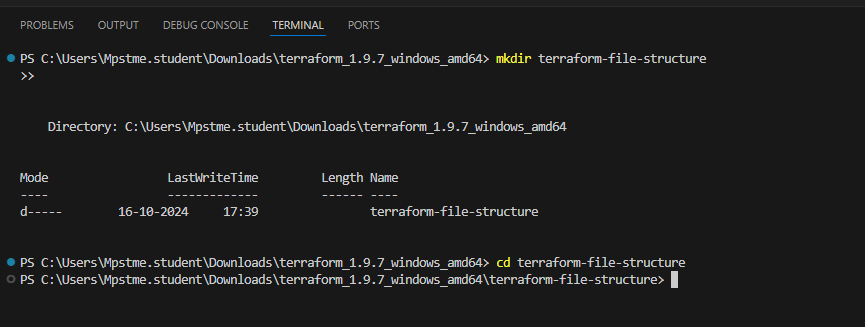 PROBLEMS OUTPUT DEBUG CONSOLE TERMINAL PORTS
PS C:\Users\Mpstme.student\Downloads\terraform_1.9.7_windows_amd64> mkdir terraform-file-structure
>>
Directory: C:\Users\Mpstme.student\Downloads\terraform_1.9.7_windows_amd64
Mode LastWriteTime Length Name
---- ------------- ------ ----
d----- 16-10-2024 17:39 terraform-file-structure
PS C:\Users\Mpstme.student\Downloads\terraform_1.9.7_windows_amd64> cd terraform-file-structure
PS C:\Users\Mpstme.student\Downloads\terraform_1.9.7_windows_amd64\terraform-file-structure>